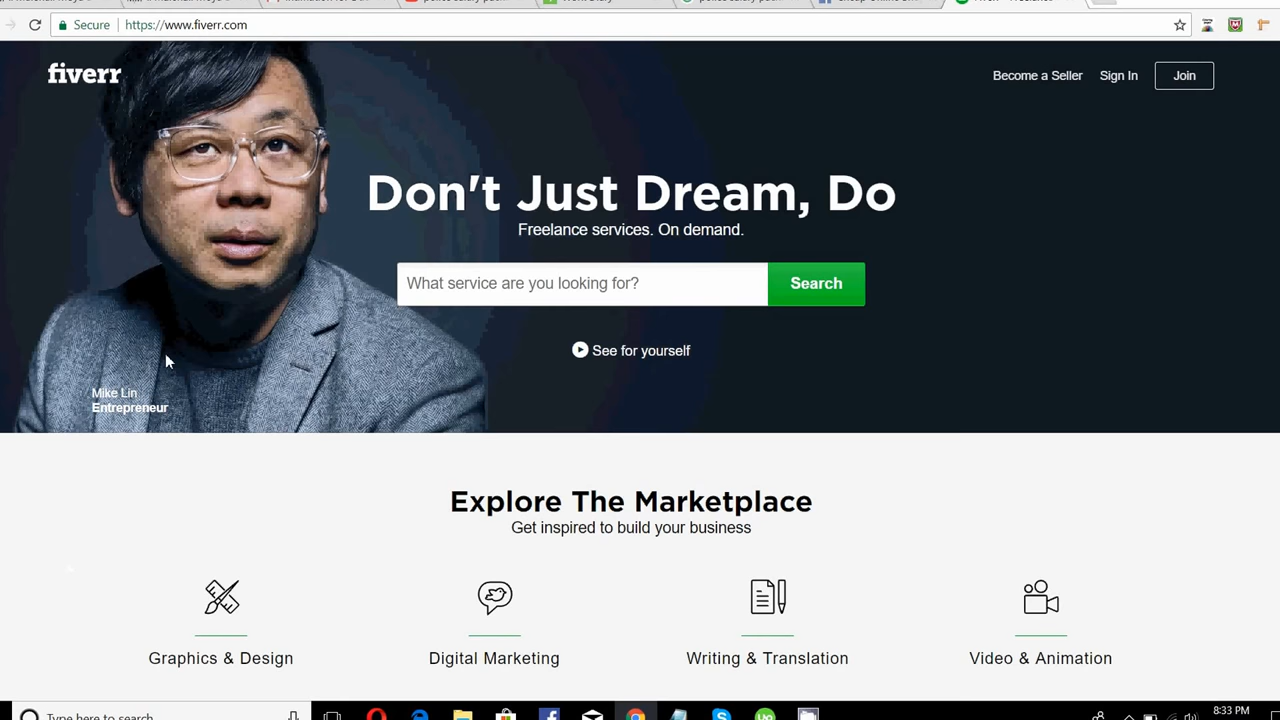 Secure
https://www.fiverr.com
fiverr
Become a Seller
Sign In
Join
Don't Just Dream, Do
Freelance services. On demand.
What service are you looking for?
Search
See for yourself
Mike Lin
Entrepreneur
Explore The Marketplace
Get inspired to build your business
Graphics & Design
Digital Marketing
Writing & Translation
Video & Animation
Type here to search
8:33 PM